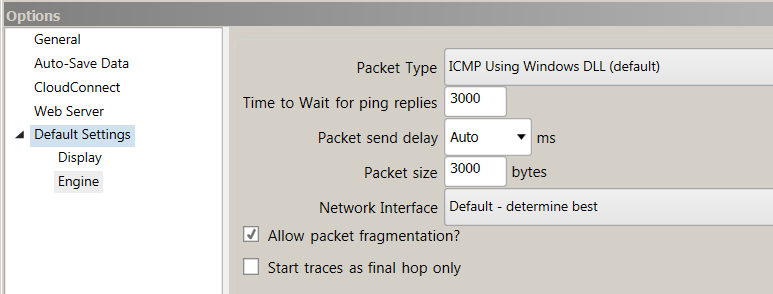 Options
General
Auto-Save Data
CloudConnect
Web Server
Default Settings
Display
Engine
Packet Type ICMP Using Windows DLL (default)
Time to Wait for ping replies 3000
Packet send delay Auto ms
Packet size 3000 bytes
Network Interface Default - determine best
Allow packet fragmentation?
Start traces as final hop only